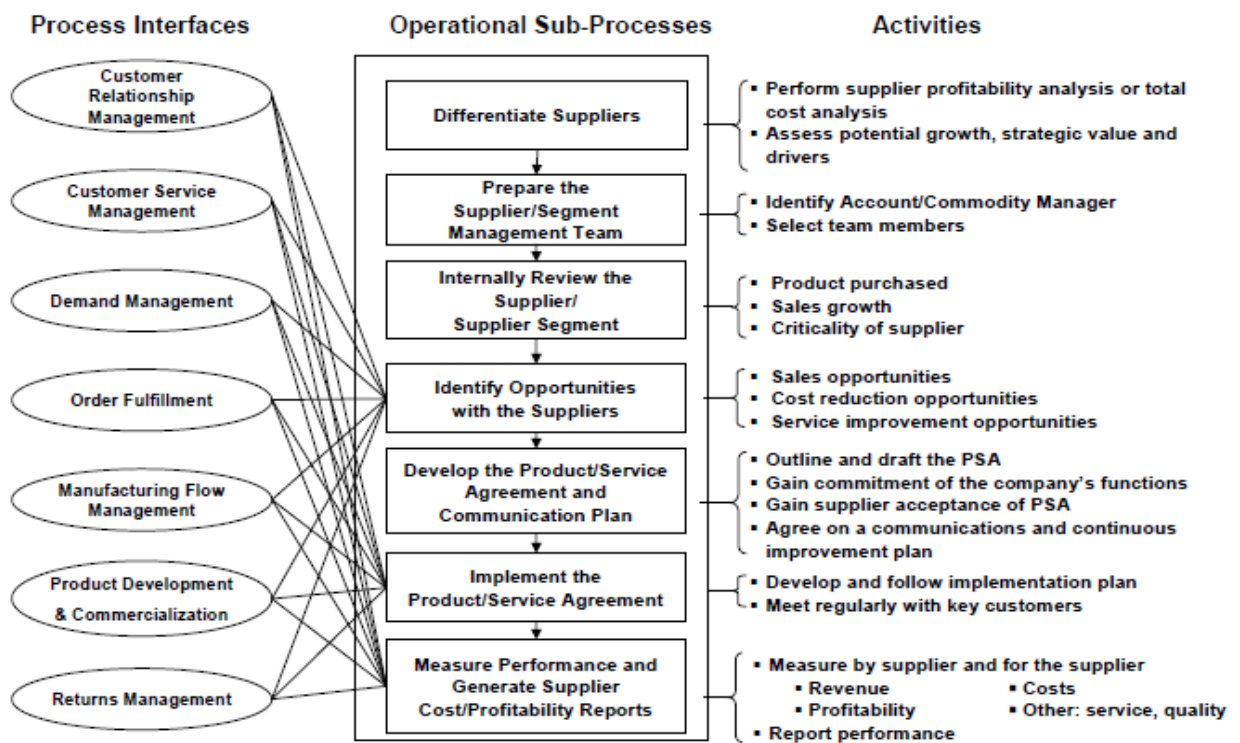 Process Interfaces
Operational Sub-Processes
Activities
Customer
Relationship
Management
Customer Service
Management
Demand Management
Order Fulfillment
Manufacturing Flow
Management
Product Development
& Commercialization
Returns Management
Differentiate Suppliers
Prepare the
Supplier/Segment
Management Team
Internally Review the
Supplier/
Supplier Segment
Identify Opportunities
with the Suppliers
Develop the Product/Service
Agreement and
Communication Plan
Implement the
Product/Service Agreement
Measure Performance and
Generate Supplier
Cost/Profitability Reports
▪ Perform supplier profitability analysis or total
cost analysis
▪ Assess potential growth, strategic value and
drivers
▪ Identify Account/Commodity Manager
▪ Select team members
▪ Product purchased
▪ Sales growth
▪ Criticality of supplier
▪ Sales opportunities
▪ Cost reduction opportunities
▪ Service improvement opportunities
▪ Outline and draft the PSA
▪ Gain commitment of the company's functions
▪ Gain supplier acceptance of PSA
▪ Agree on a communications and continuous
improvement plan
▪ Develop and follow implementation plan
▪ Meet regularly with key customers
▪ Measure by supplier and for the supplier
▪ Revenue ▪ Costs
▪ Profitability ▪ Other: service, quality
▪ Report performance